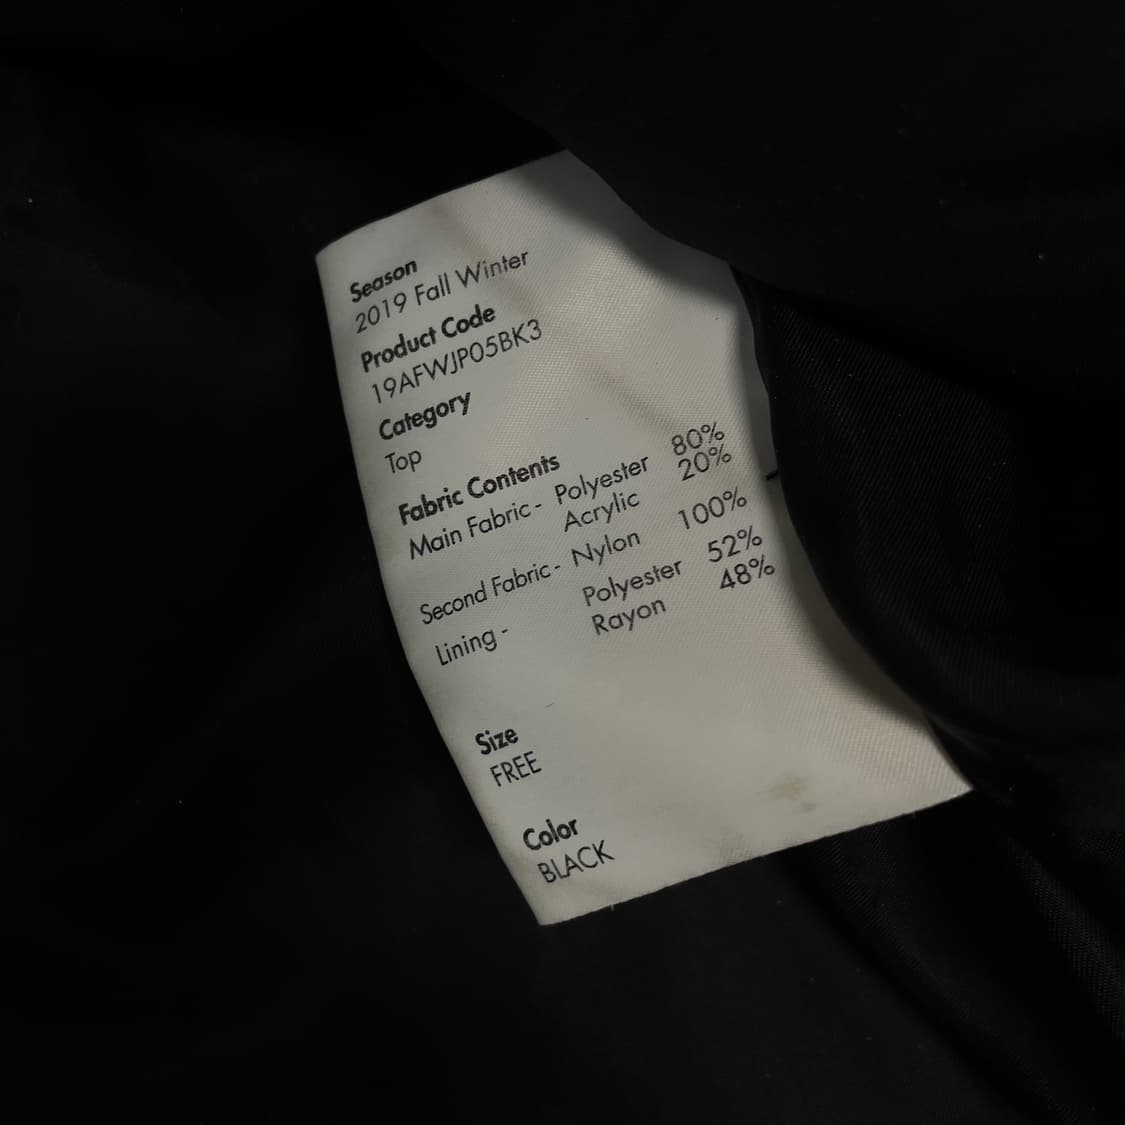 Season
2019 Fall Winter
Product Code
19AFWJP05BK3
Category
Top
Fabric Contents
Main Fabric - Polyester 80%
Acrylic 20%
Second Fabric - Nylon 100%
Lining - Polyester 52%
Rayon 48%
Size
FREE
Color
BLACK